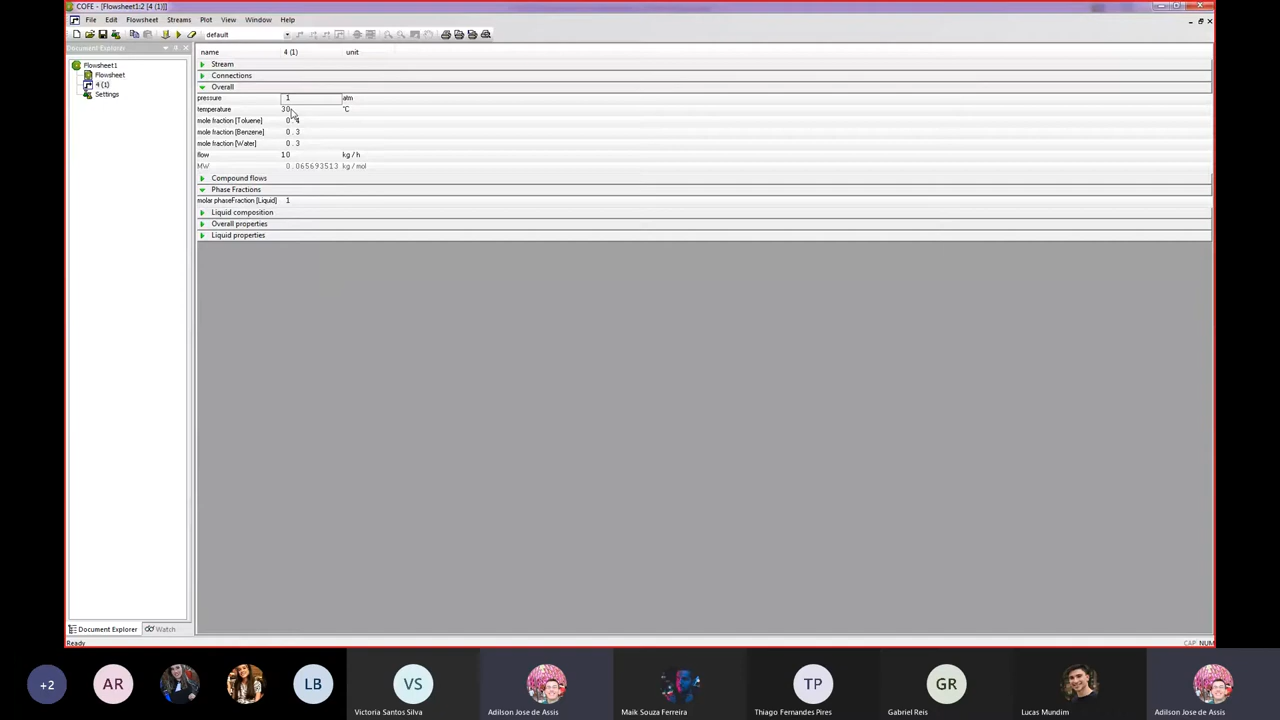 COFE - [Flowsheet1:2 [4 (1)]]
File Edit Flowsheet Streams Plot View Window Help
default
Document Explorer
Flowsheet1
Flowsheet
4 (1)
Settings
name 4 (1) unit
Stream
Connections
Overall
pressure 1 atm
temperature 30 °C
mole fraction [Toluene] 0.4
mole fraction [Benzene] 0.3
mole fraction [Water] 0.3
flow 10 kg / h
MW 0.065693513 kg / mol
Compound flows
Phase Fractions
molar phaseFraction [Liquid] 1
Liquid composition
Overall properties
Liquid properties
Document Explorer Watch
Ready CAP NUM
+2 AR LB VS TP GR
Victoria Santos Silva Adilson Jose de Assis Maik Souza Ferreira Thiago Fernandes Pires Gabriel Reis Lucas Mundim Adilson Jose de Assis